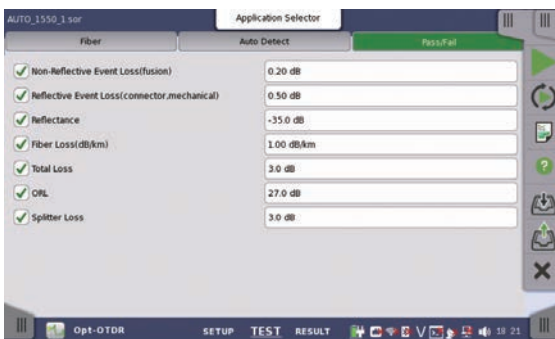 AUTO_1550_1.sor
Application Selector
Fiber
Auto Detect
Pass/Fail
Non-Reflective Event Loss(fusion) 0.20 dB
Reflective Event Loss(connector,mechanical) 0.50 dB
Reflectance -35.0 dB
Fiber Loss(dB/km) 1.00 dB/km
Total Loss 3.0 dB
ORL 27.0 dB
Splitter Loss 3.0 dB
Opt-OTDR SETUP TEST RESULT 18 21